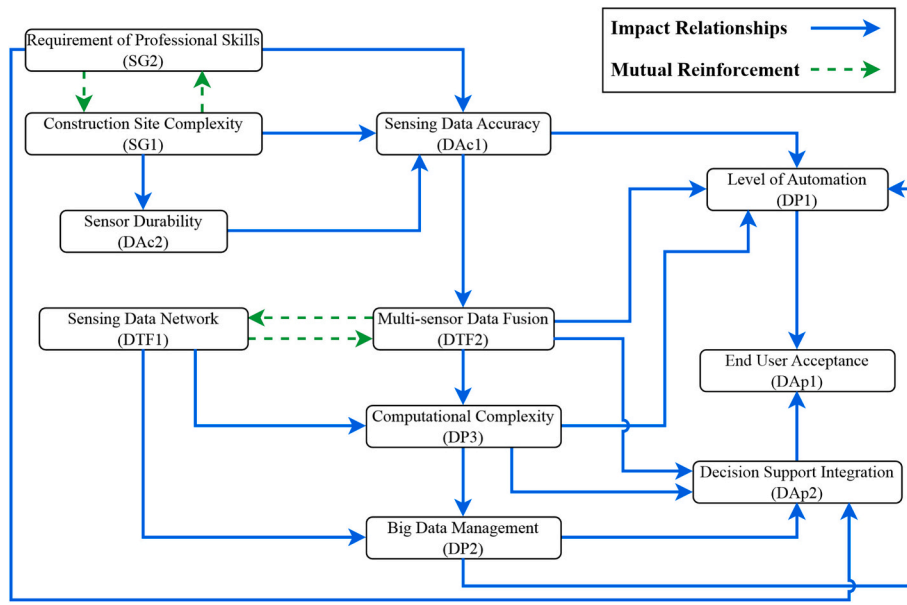 Requirement of Professional Skills
(SG2)
Impact Relationships
Mutual Reinforcement
Construction Site Complexity
(SG1)
Sensing Data Accuracy
(DAc1)
Level of Automation
(DP1)
Sensor Durability
(DAc2)
Sensing Data Network
(DTF1)
Multi-sensor Data Fusion
(DTF2)
End User Acceptance
(DAp1)
Computational Complexity
(DP3)
Decision Support Integration
(DAp2)
Big Data Management
(DP2)